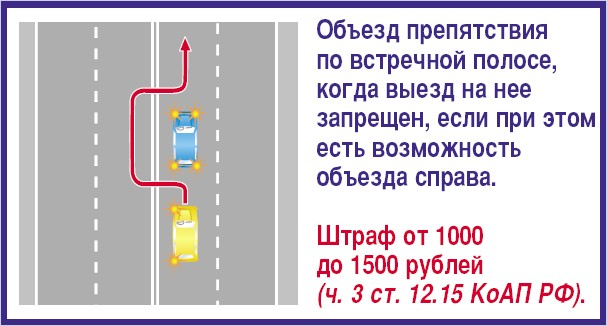 Объезд препятствия
по встречной полосе,
когда выезд на нее
запрещен, если при этом
есть возможность
объезда справа.
Штраф от 1000
до 1500 рублей
(ч. 3 ст. 12.15 КоАП РФ).